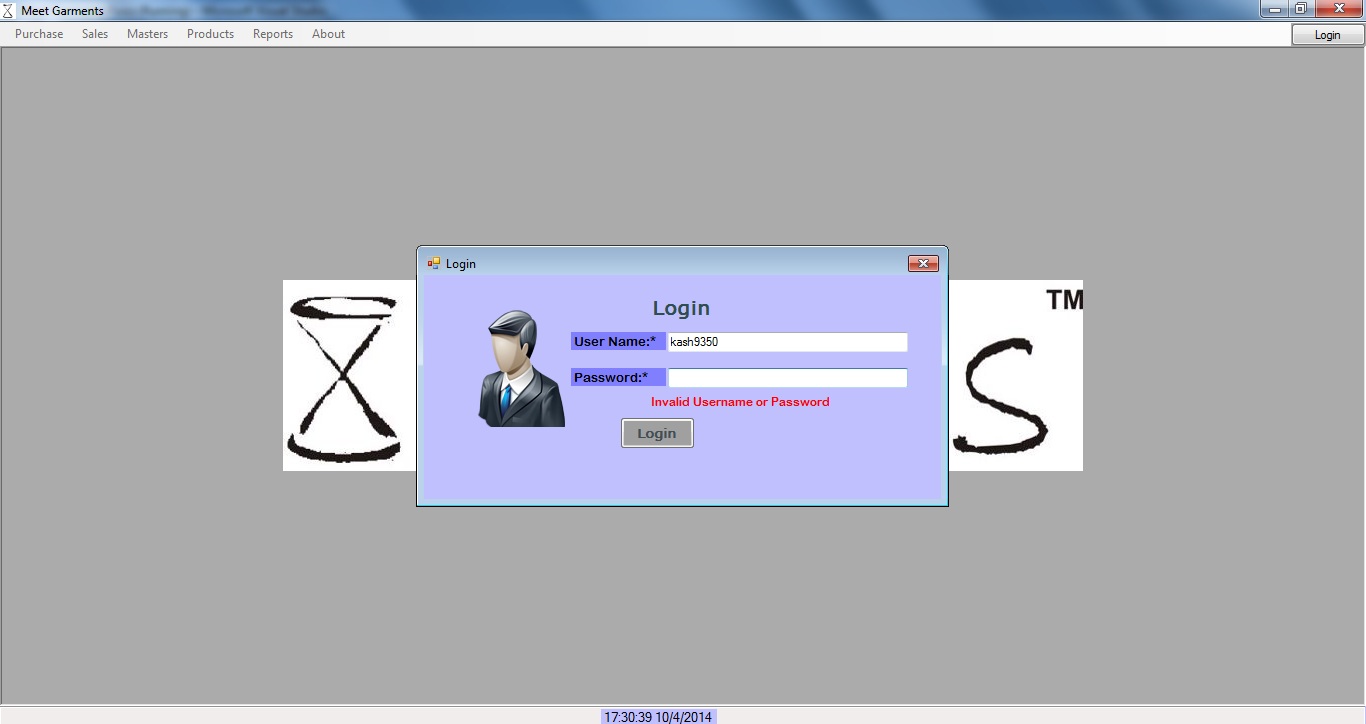 Meet Garments
Purchase Sales Masters Products Reports About
Login
Login
TM
Login
User Name:* kash9350
Password:*
Invalid Username or Password
Login
S
17:30:39 10/4/2014